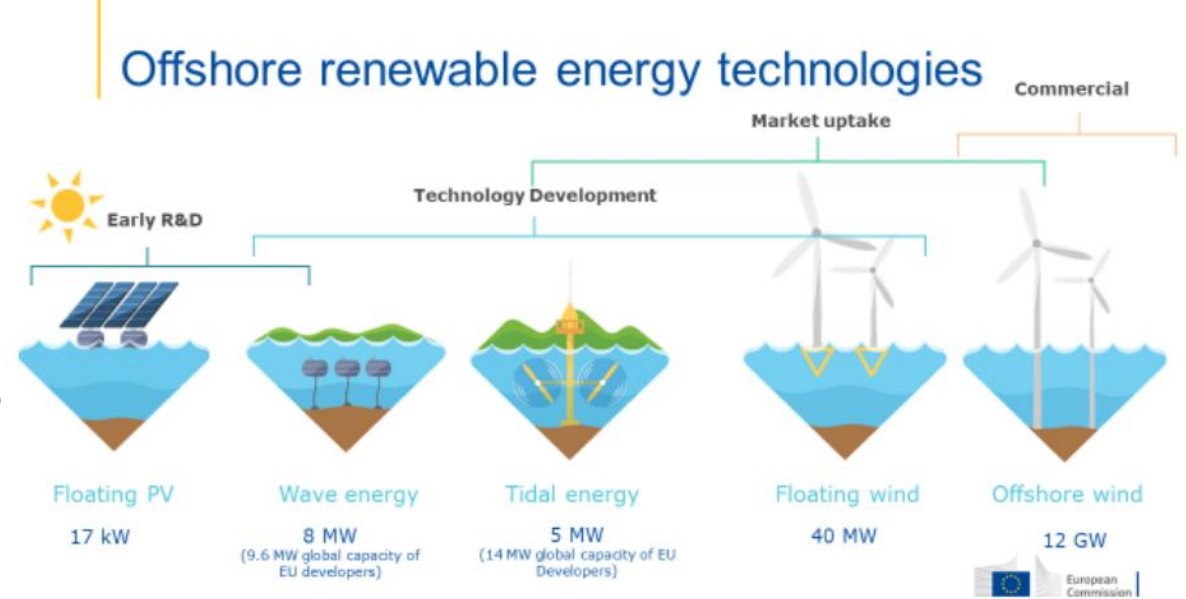 Offshore renewable energy technologies
Commercial
Market uptake
Technology Development
Early R&D
Floating PV
17 kW
Wave energy
8 MW
(9.6 MW global capacity of
EU developers)
Tidal energy
5 MW
(14 MW global capacity of EU
Developers)
Floating wind
40 MW
Offshore wind
12 GW
European
Commission